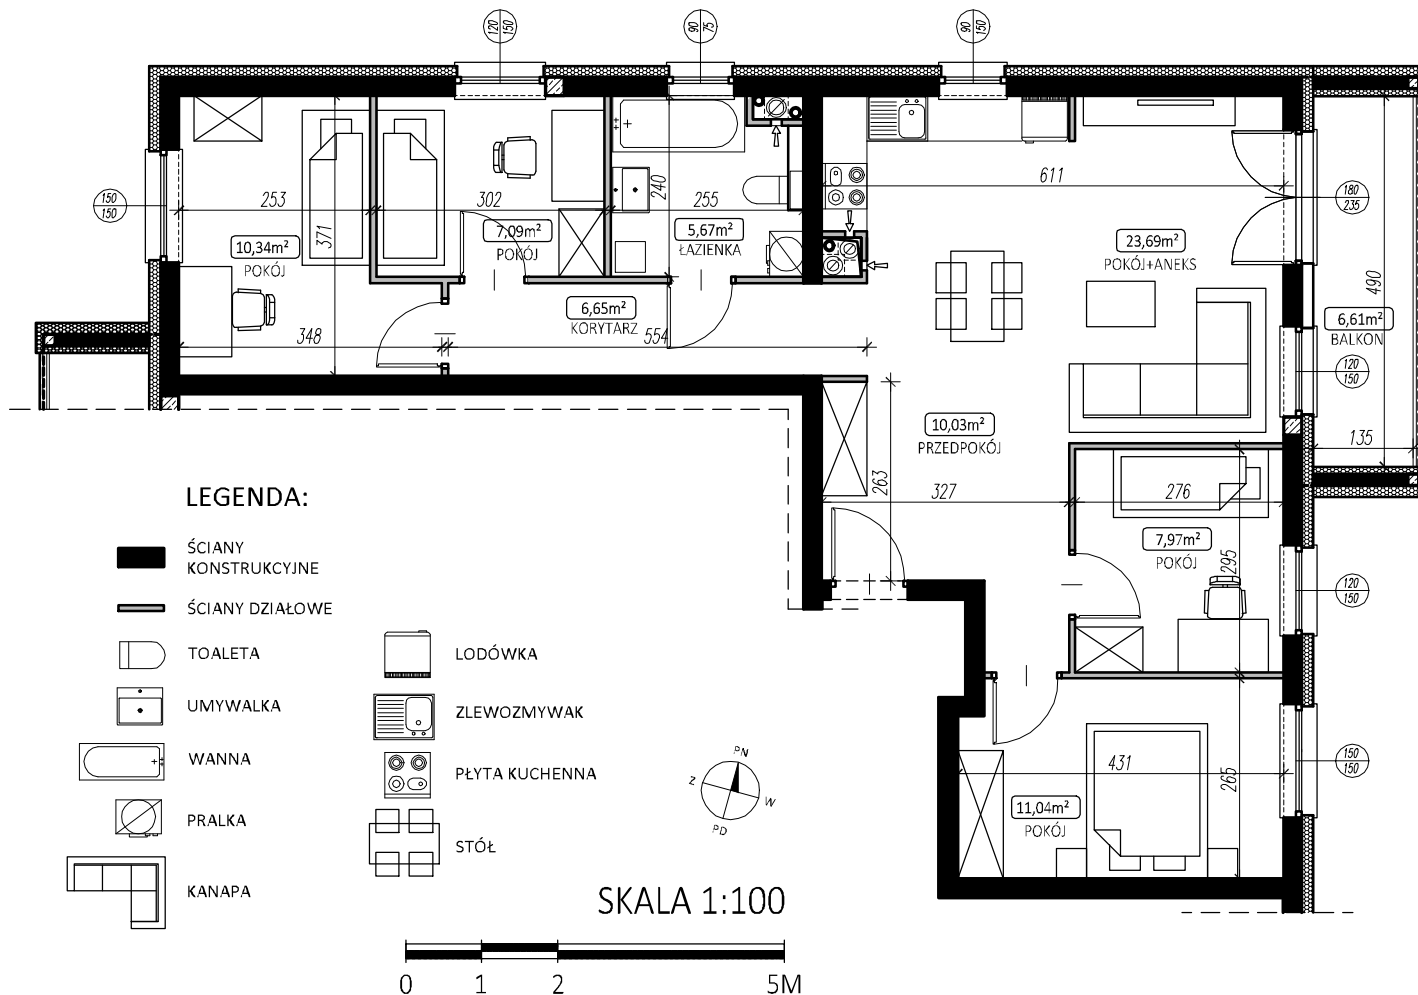 120
150
90
75
90
150
150
150
253
371
10,34m²
POKÓJ
302
7,09m²
POKÓJ
240
255
5,67m²
ŁAZIENKA
611
23,69m²
POKÓJ+ANEKS
180
235
490
6,61m²
BALKON
120
150
135
6,65m²
KORYTARZ
348
554
10,03m²
PRZEDPOKÓJ
263
327
276
7,97m²
POKÓJ
295
120
150
431
265
11,04m²
POKÓJ
150
150
LEGENDA:
ŚCIANY
KONSTRUKCYJNE
ŚCIANY DZIAŁOWE
TOALETA
UMYWALKA
WANNA
PRALKA
KANAPA
LODÓWKA
ZLEWOZMYWAK
PŁYTA KUCHENNA
STÓŁ
PN
Z
W
PD
SKALA 1:100
0 1 2 5M